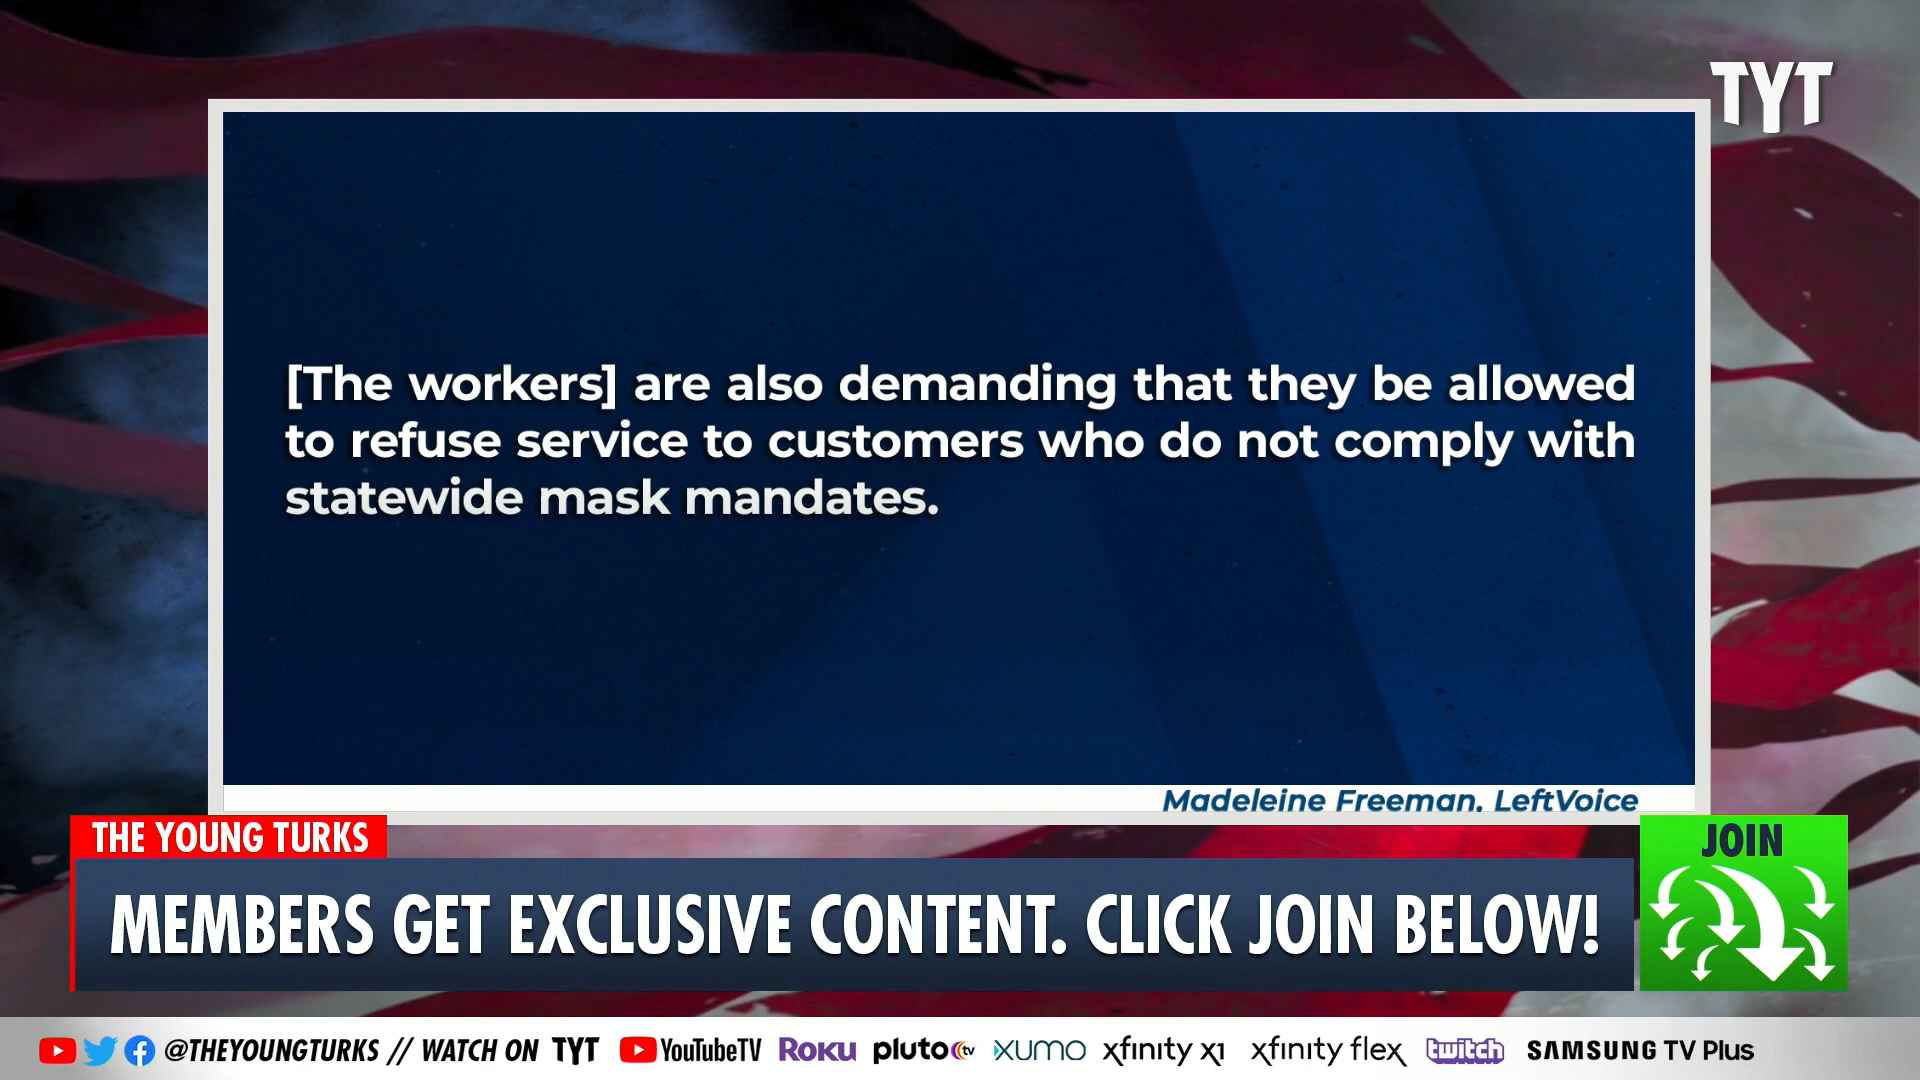 TYT
[The workers] are also demanding that they be allowed
to refuse service to customers who do not comply with
statewide mask mandates.
Madeleine Freeman, LeftVoice
THE YOUNG TURKS
JOIN
MEMBERS GET EXCLUSIVE CONTENT. CLICK JOIN BELOW!
@THEYOUNGTURKS // WATCH ON TYT YouTubeTV ROKU pluto tv XUMO xfinity x1 xfinity flex twitch SAMSUNG TV Plus